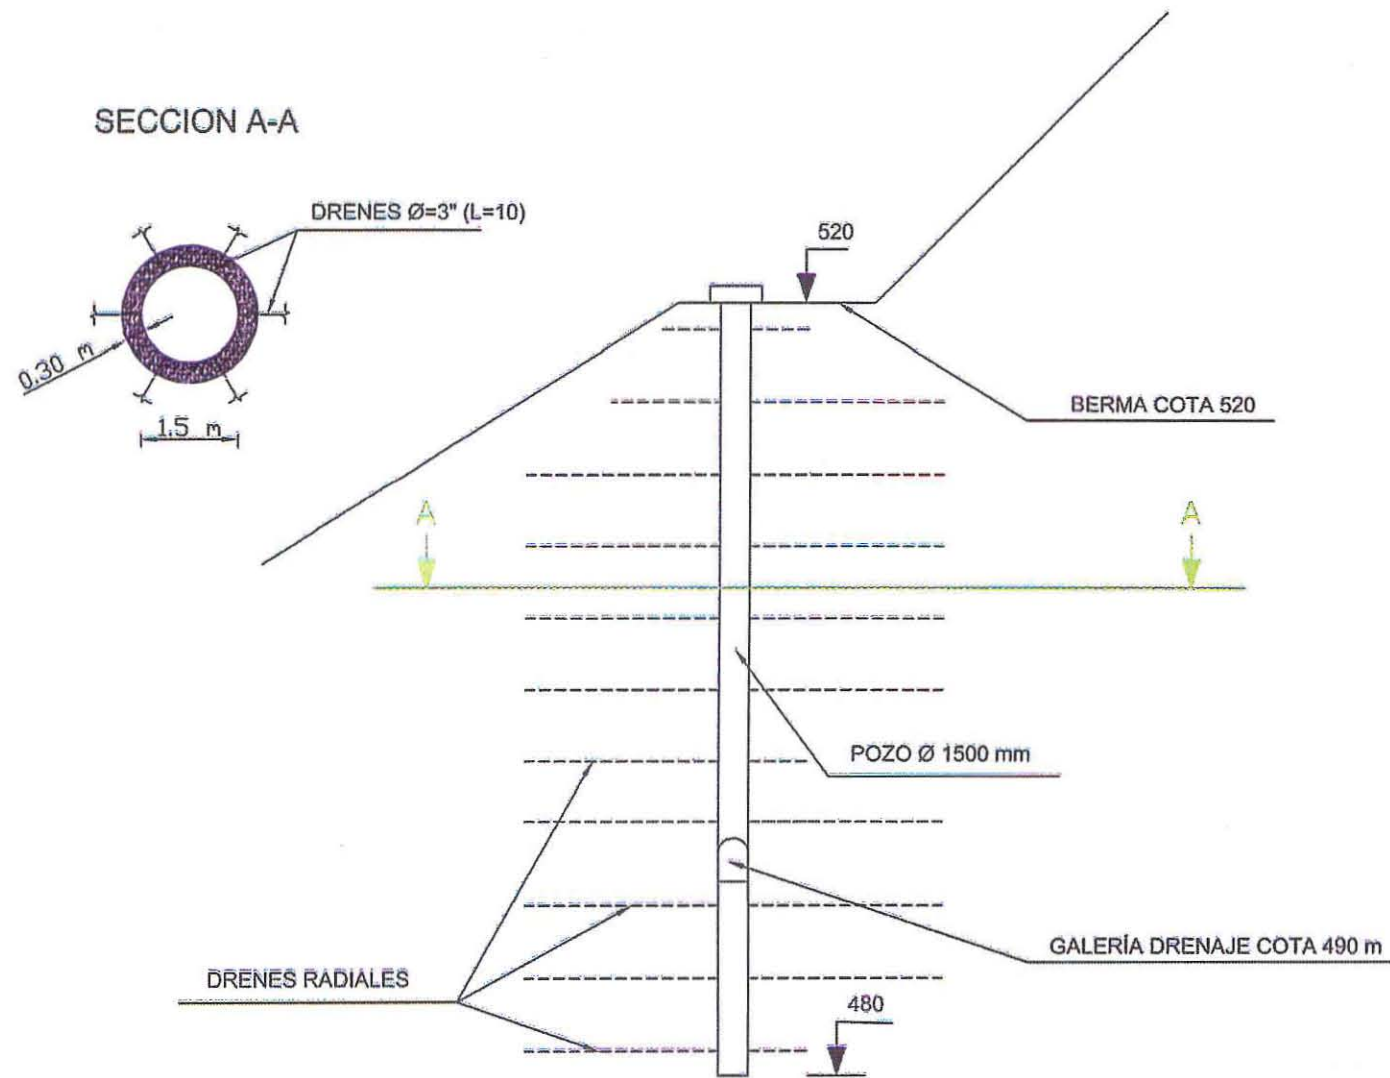 SECCION A-A
DRENES Ø=3" (L=10)
0.30 m
1.5 m
520
BERMA COTA 520
A
A
POZO Ø 1500 mm
GALERÍA DRENAJE COTA 490 m
DRENES RADIALES
480